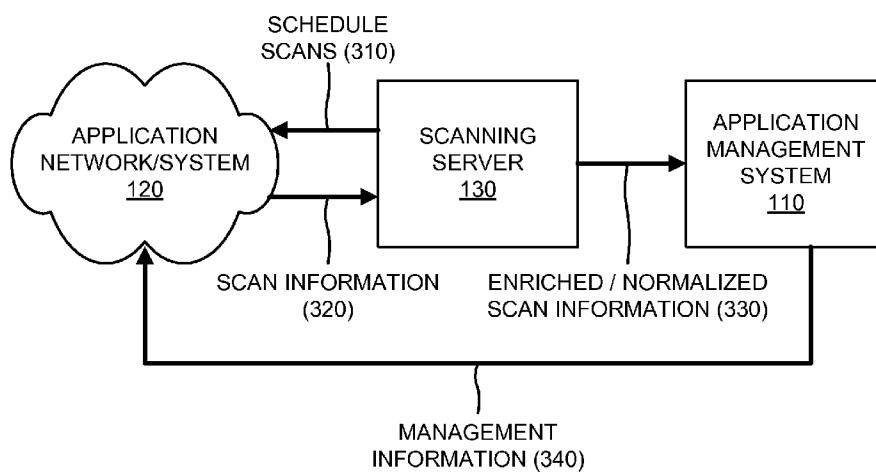 SCHEDULE
SCANS (310)
APPLICATION
NETWORK/SYSTEM
120
SCANNING
SERVER
130
APPLICATION
MANAGEMENT
SYSTEM
110
SCAN INFORMATION
(320)
ENRICHED / NORMALIZED
SCAN INFORMATION (330)
MANAGEMENT
INFORMATION (340)